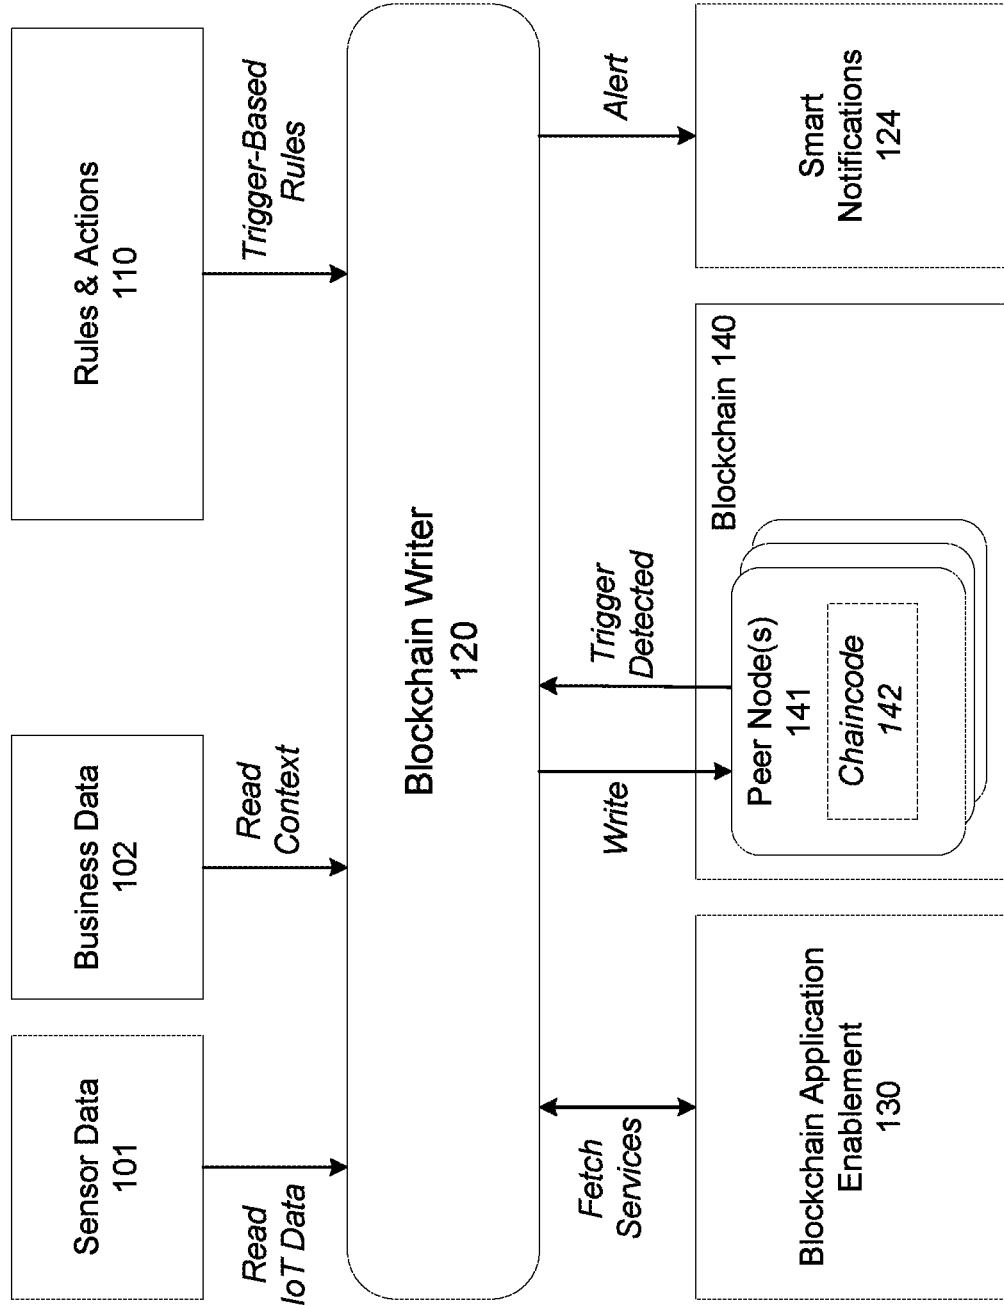 Sensor Data
101
Business Data
102
Rules & Actions
110
Read
IoT Data
Read
Context
Trigger-Based
Rules
Blockchain Writer
120
Fetch
Services
Write
Trigger
Detected
Alert
Blockchain Application
Enablement
130
Blockchain 140
Peer Node(s)
141
Chaincode
142
Smart
Notifications
124